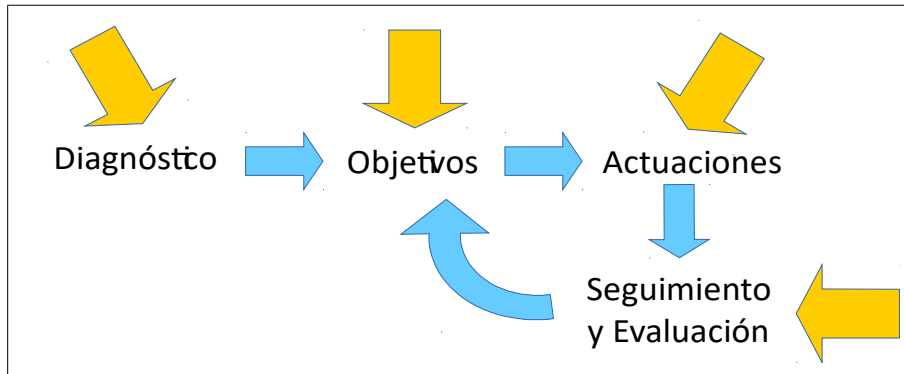 Diagnóstico
Objetivos
Actuaciones
Seguimiento
y Evaluación